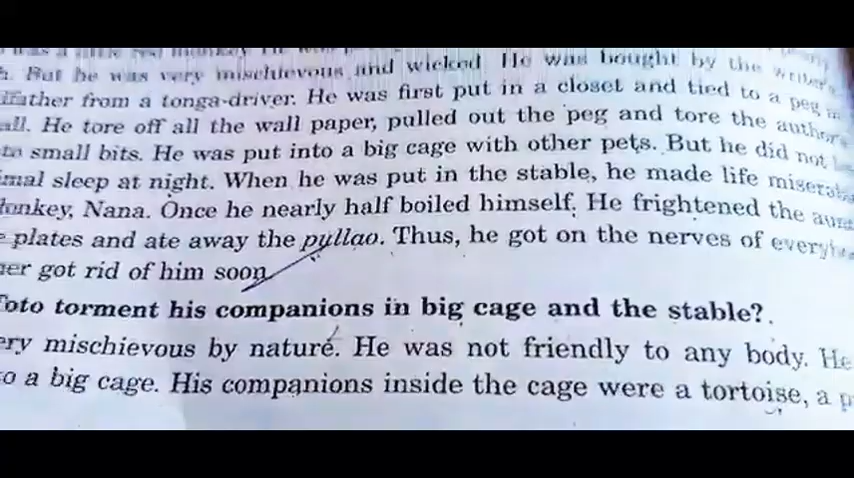 But he was very mischievous and wicked. He was bought by the writer's
father from a tonga-driver. He was first put in a closet and tied to a peg in
all. He tore off all the wall paper, pulled out the peg and tore the author's
to small bits. He was put into a big cage with other pets. But he did not
mal sleep at night. When he was put in the stable, he made life misera
donkey, Nana. Once he nearly half boiled himself. He frightened the aun
plates and ate away the pullao. Thus, he got on the nerves of every
er got rid of him soon
Toto torment his companions in big cage and the stable?
ery mischievous by nature. He was not friendly to any body. He
o a big cage. His companions inside the cage were a tortoise, a p